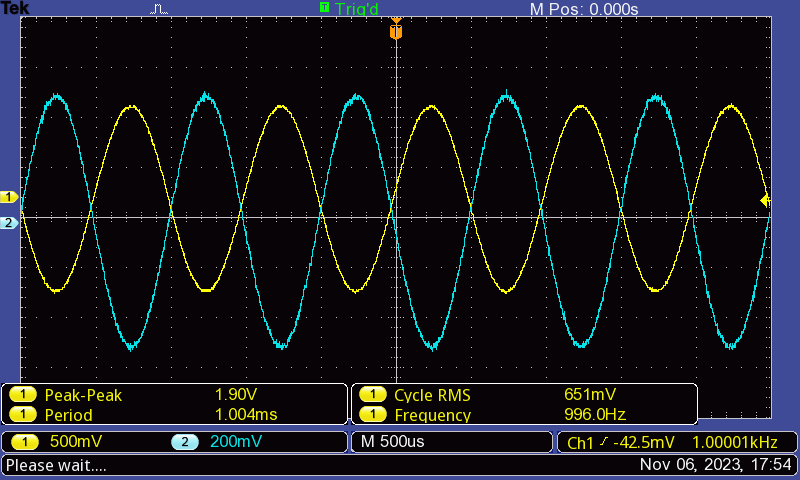 Tek T Trig'd M Pos: 0.000s
T
1
2
1 Peak-Peak 1.90V 1 Cycle RMS 651mV
1 Period 1.004ms 1 Frequency 996.0Hz
1 500mV 2 200mV M 500us Ch1 -42.5mV 1.00001kHz
Please wait.... Nov 06, 2023, 17:54